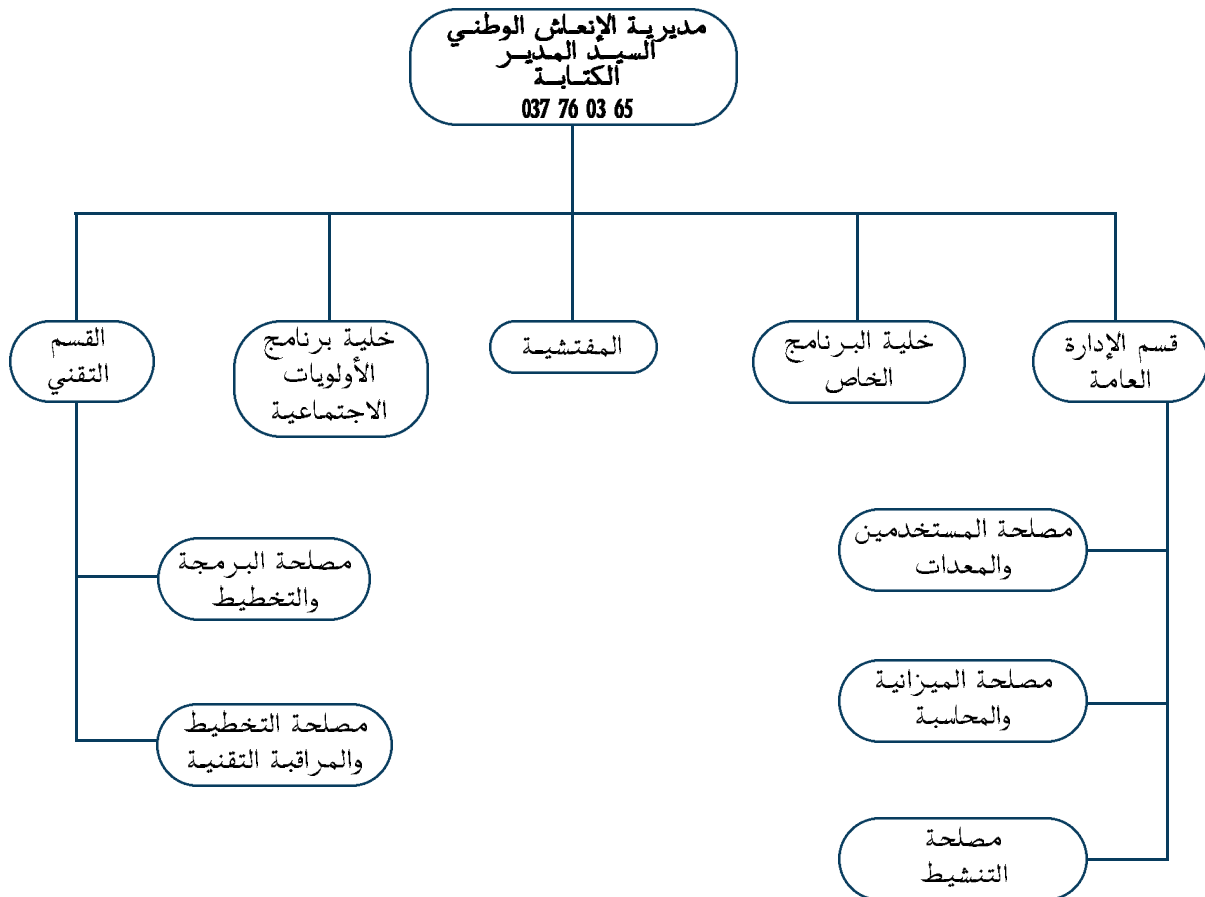 مديرية الإنعاش الوطني
السيد المدير
الكتابة
037 76 03 65
قسم الإدارة
العامة
خلية البرنامج
الخاص
المفتشية
خلية برنامج
الأولويات
الاجتماعية
القسم
التقني
مصلحة المستخدمين
والمعدات
مصلحة الميزانية
والمحاسبة
مصلحة
التنشيط
مصلحة البرمجة
والتخطيط
مصلحة التخطيط
والمراقبة التقنية